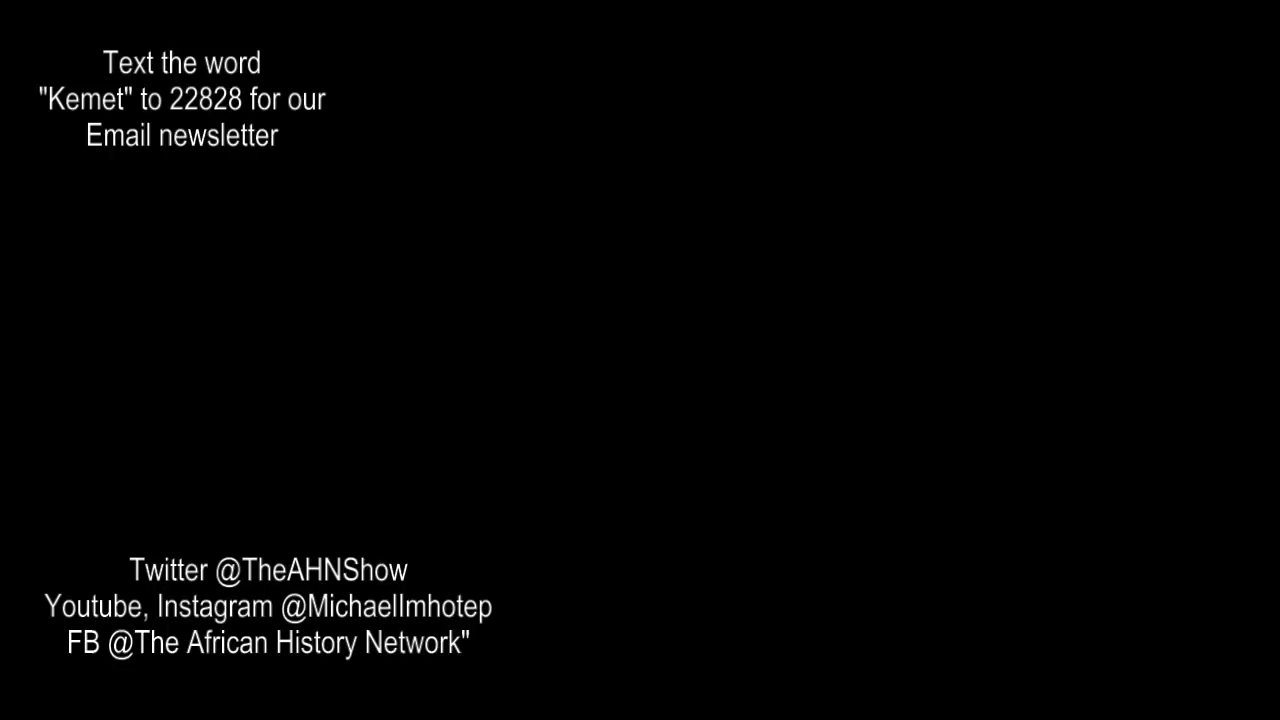 Text the word
"Kemet" to 22828 for our
Email newsletter
Twitter @TheAHNShow
Youtube, Instagram @MichaelImhotep
FB @The African History Network"